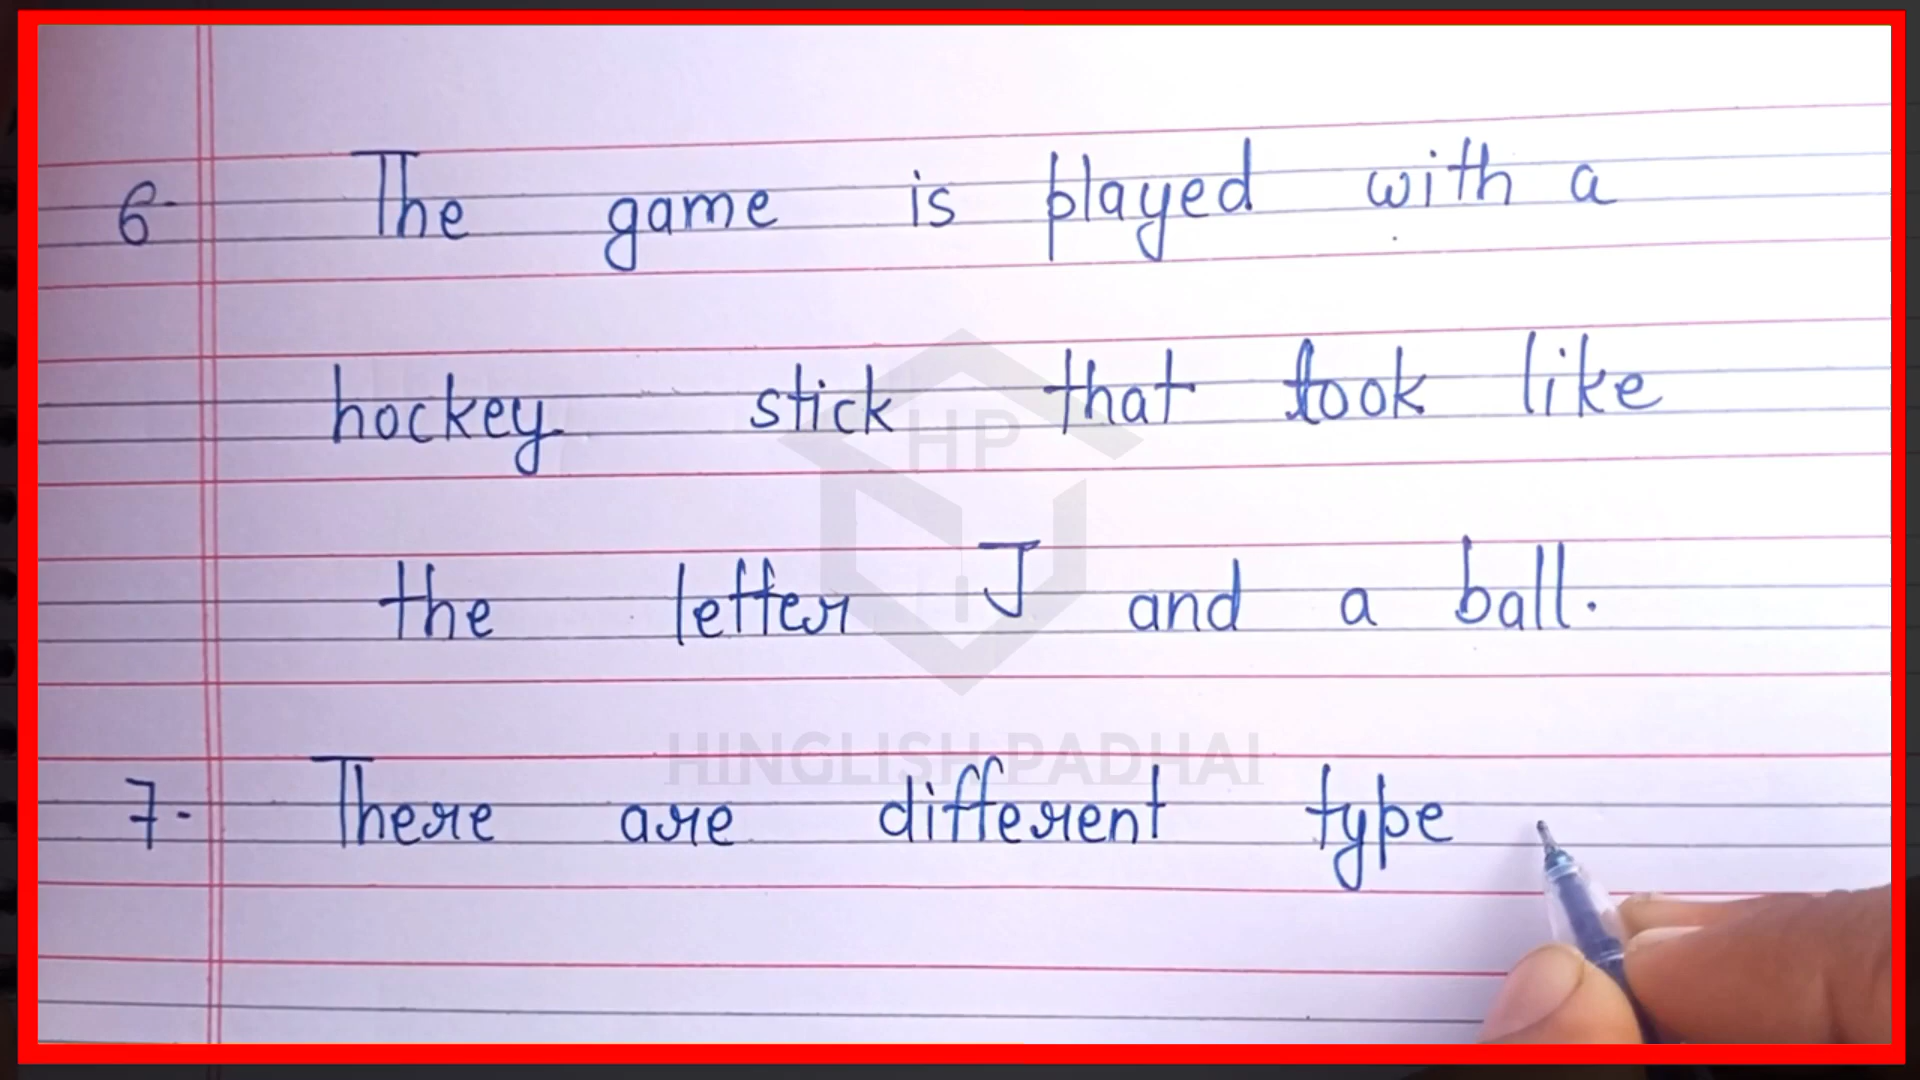 6- The game is played with a
hockey stick that took like
the letter J and a ball.
HP
HINGLISH PADHAI
7- There are different type